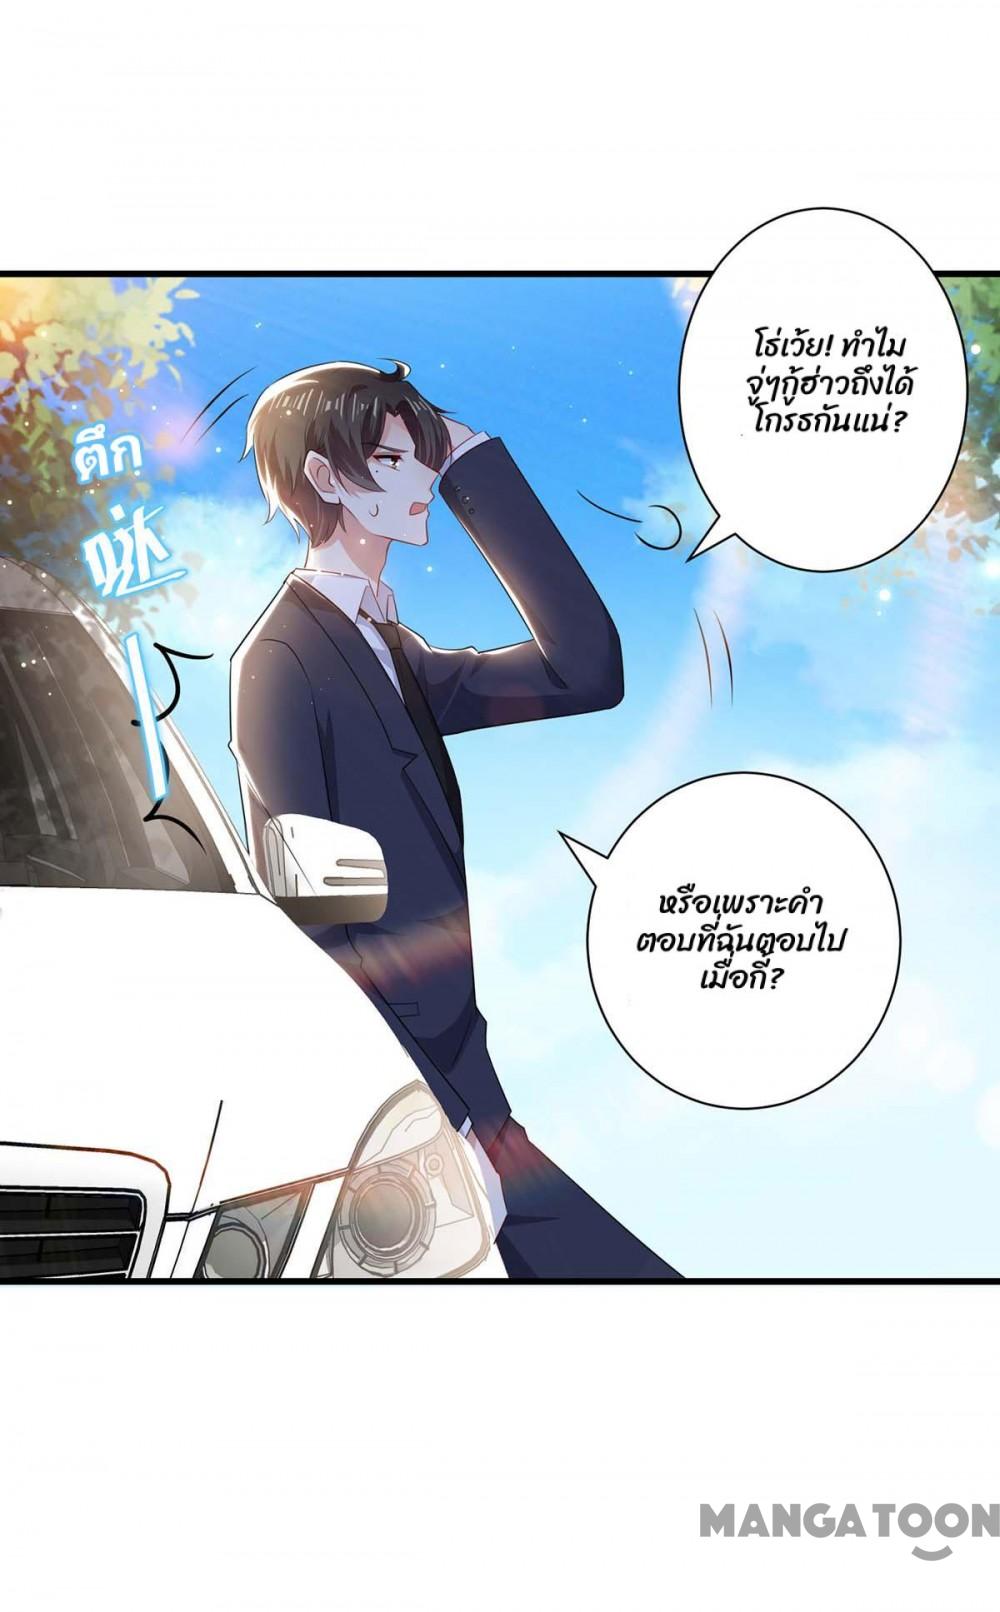 โธ่เว้ย! ทำไม
จู่ๆกู้ฮ่าวถึงได้
โกรธกันแน่?
ตึก
哒
หรือเพราะคำ
ตอบที่ฉันตอบไป
เมื่อกี้?
MANGATOON